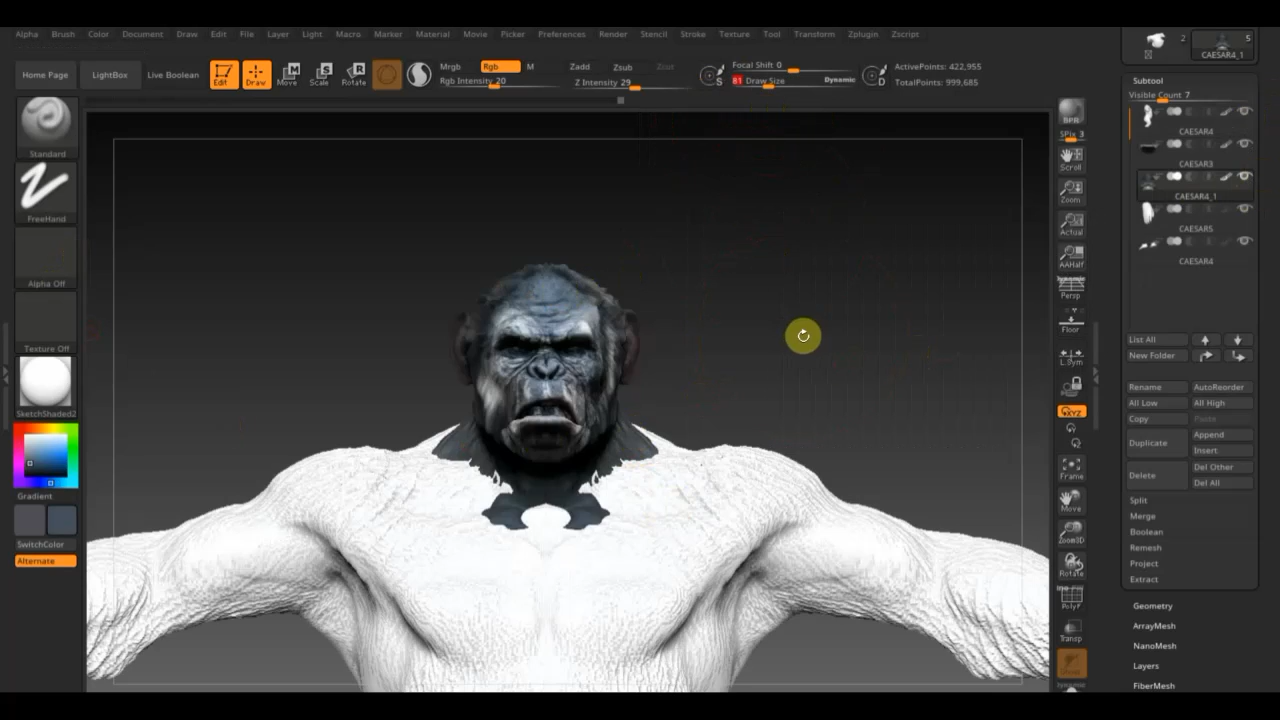 Alpha Brush Color Document Draw Edit File Layer Light Macro Marker Material Movie Picker Preferences Render Stencil Stroke Texture Tool Transform Zplugin Zscript
2 5
CAESAR4_1
Home Page LightBox Live Boolean Edit Draw Move Scale Rotate
Mrgb Rgb M Zadd Zsub Zcut Focal Shift 0 ActivePoints: 422,955
Rgb Intensity 20 Z Intensity 29 S 81 Draw Size Dynamic D TotalPoints: 999,685
Subtool
Visible Count 7
CAESAR4
CAESAR3
CAESAR4_1
CAESAR5
CAESAR4
List All
New Folder
Rename AutoReorder
All Low All High
Copy Paste
Duplicate Append
Insert
Delete Del Other
Del All
Split
Merge
Boolean
Remesh
Project
Extract
Geometry
ArrayMesh
NanoMesh
Layers
FiberMesh
Standard
FreeHand
Alpha Off
Texture Off
SketchShaded2
Gradient
SwitchColor
Alternate
BPR
SPix 3
Scroll
Zoom
Actual
AAHalf
Dynamic
Persp
Floor
L.Sym
XYZ
Frame
Move
Zoom3D
Rotate
PolyF
Transp
Dynamic